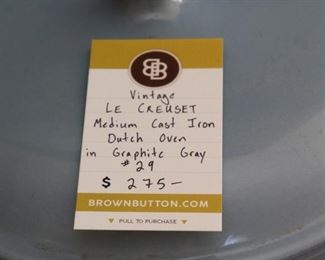 BB
Vintage
LE CREUSET
Medium Cast Iron
Dutch Oven
in Graphite Gray
#29
$ 275—
BROWNBUTTON.COM
PULL TO PURCHASE